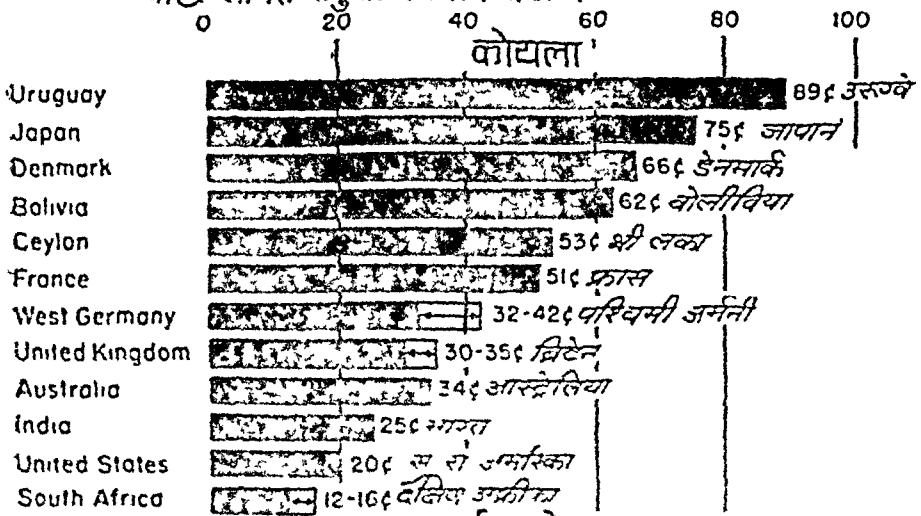 0 20 40 60 80 100
कोयला
Uruguay 89¢ उरूग्वे
Japan 75¢ जापान
Denmark 66¢ डेनमार्क
Bolivia 62¢ बोलीविया
Ceylon 53¢ श्री लका
France 51¢ फ्रास
West Germany 32-42¢ पश्चिमी जर्मनी
United Kingdom 30-35¢ ब्रिटेन
Australia 34¢ आस्ट्रेलिया
India 25¢ भारत
United States 20¢ स रा अमरिका
South Africa 12-16¢ दक्षिण अफ्रीका